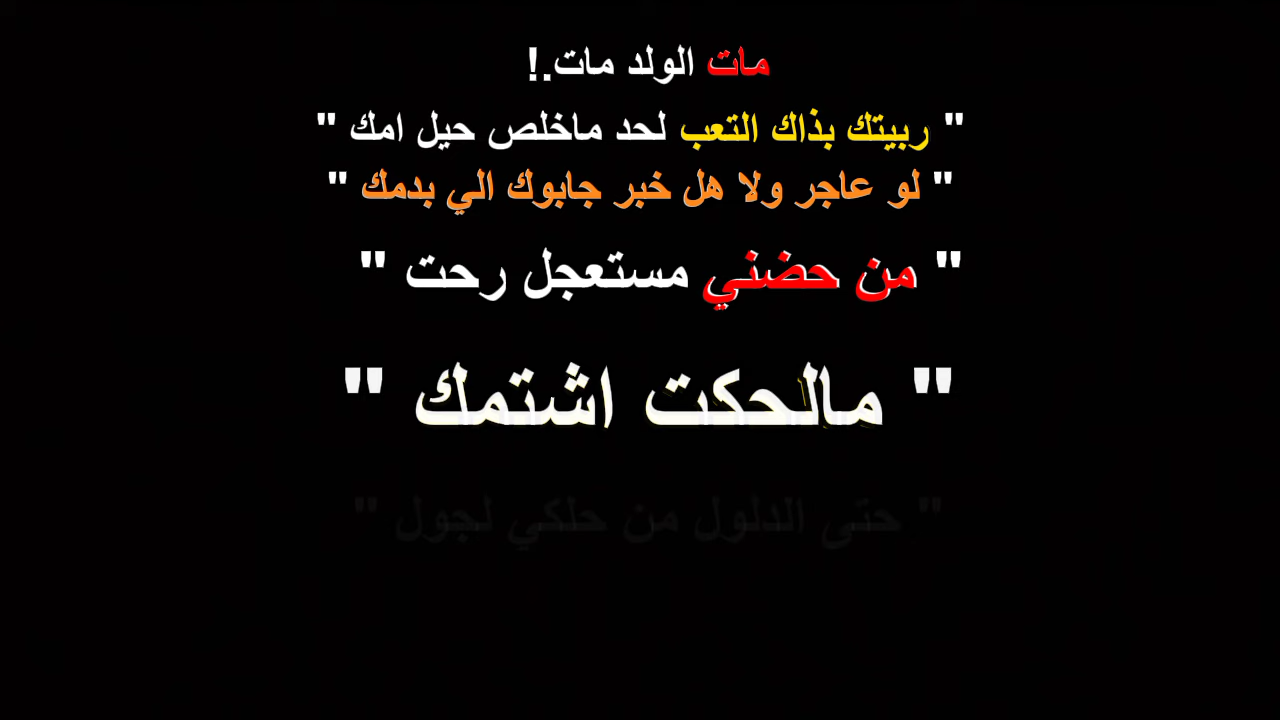 مات الولد مات.!
" ربيتك بذاك التعب لحد ماخلص حيل امك "
" لو عاجر ولا هل خبر جابوك الي بدمك "
" من حضني مستعجل رحت "
" مالحكت اشتمك "
" حتى الدلول من حلكي لجول "